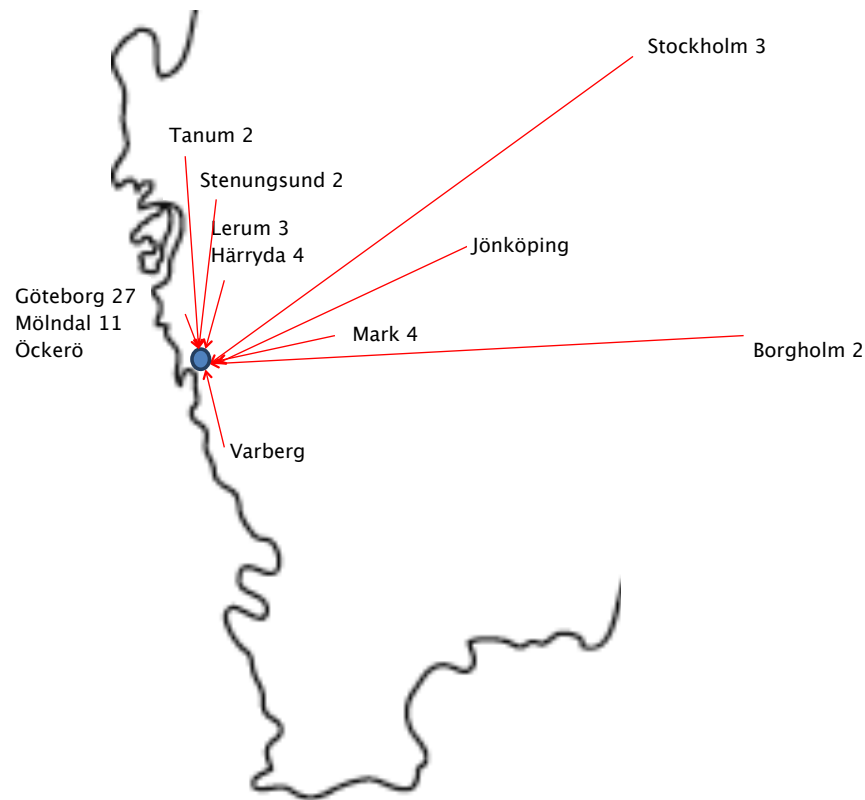 Stockholm 3
Tanum 2
Stenungsund 2
Lerum 3
Härryda 4
Jönköping
Göteborg 27
Mölndal 11
Öckerö
Mark 4
Borgholm 2
Varberg